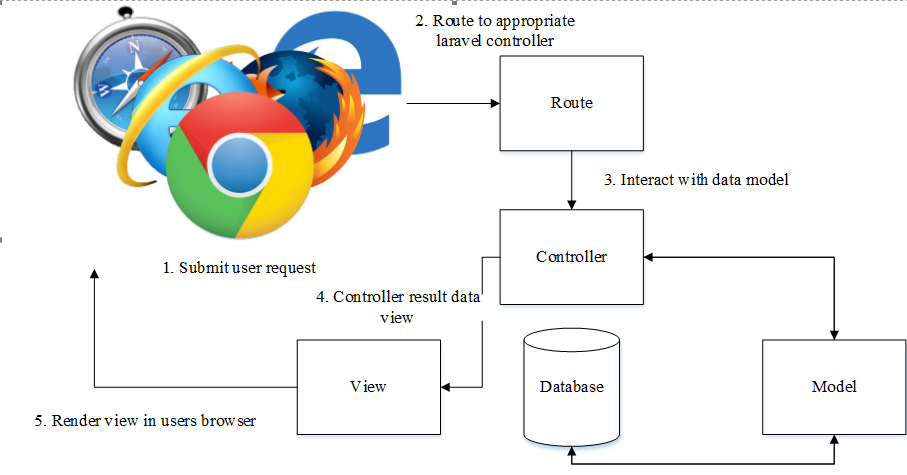 2. Route to appropriate
laravel controller
Route
3. Interact with data model
N
W
Controller
1. Submit user request
4. Controller result data
view
View
Database
Model
5. Render view in users browser